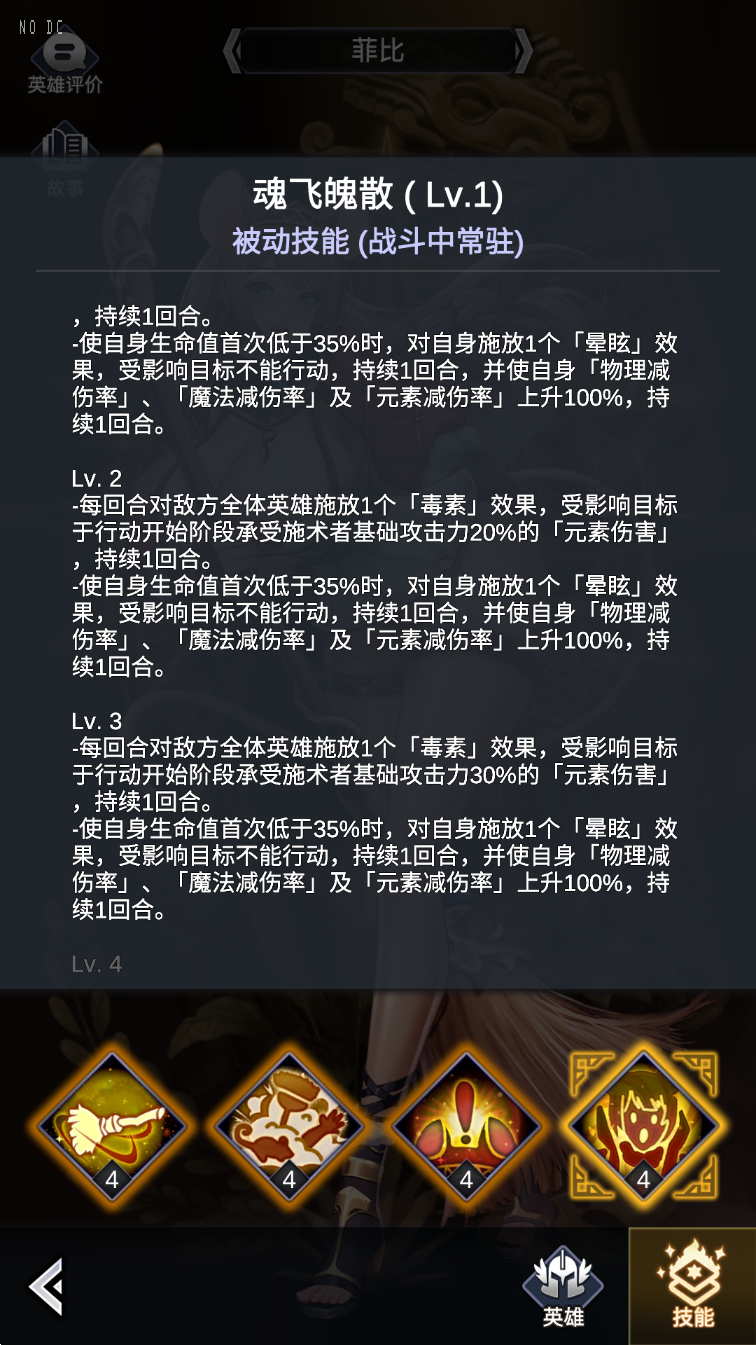 NO DC
菲比
英雄评价
故事
魂飞魄散 ( Lv.1)
被动技能 (战斗中常驻)
，持续1回合。
-使自身生命值首次低于35%时，对自身施放1个「晕眩」效
果，受影响目标不能行动，持续1回合，并使自身「物理减
伤率」、「魔法减伤率」及「元素减伤率」上升100%，持
续1回合。
Lv. 2
-每回合对敌方全体英雄施放1个「毒素」效果，受影响目标
于行动开始阶段承受施术者基础攻击力20%的「元素伤害」
，持续1回合。
-使自身生命值首次低于35%时，对自身施放1个「晕眩」效
果，受影响目标不能行动，持续1回合，并使自身「物理减
伤率」、「魔法减伤率」及「元素减伤率」上升100%，持
续1回合。
Lv. 3
-每回合对敌方全体英雄施放1个「毒素」效果，受影响目标
于行动开始阶段承受施术者基础攻击力30%的「元素伤害」
，持续1回合。
-使自身生命值首次低于35%时，对自身施放1个「晕眩」效
果，受影响目标不能行动，持续1回合，并使自身「物理减
伤率」、「魔法减伤率」及「元素减伤率」上升100%，持
续1回合。
Lv. 4
4
4
4
4
英雄
技能